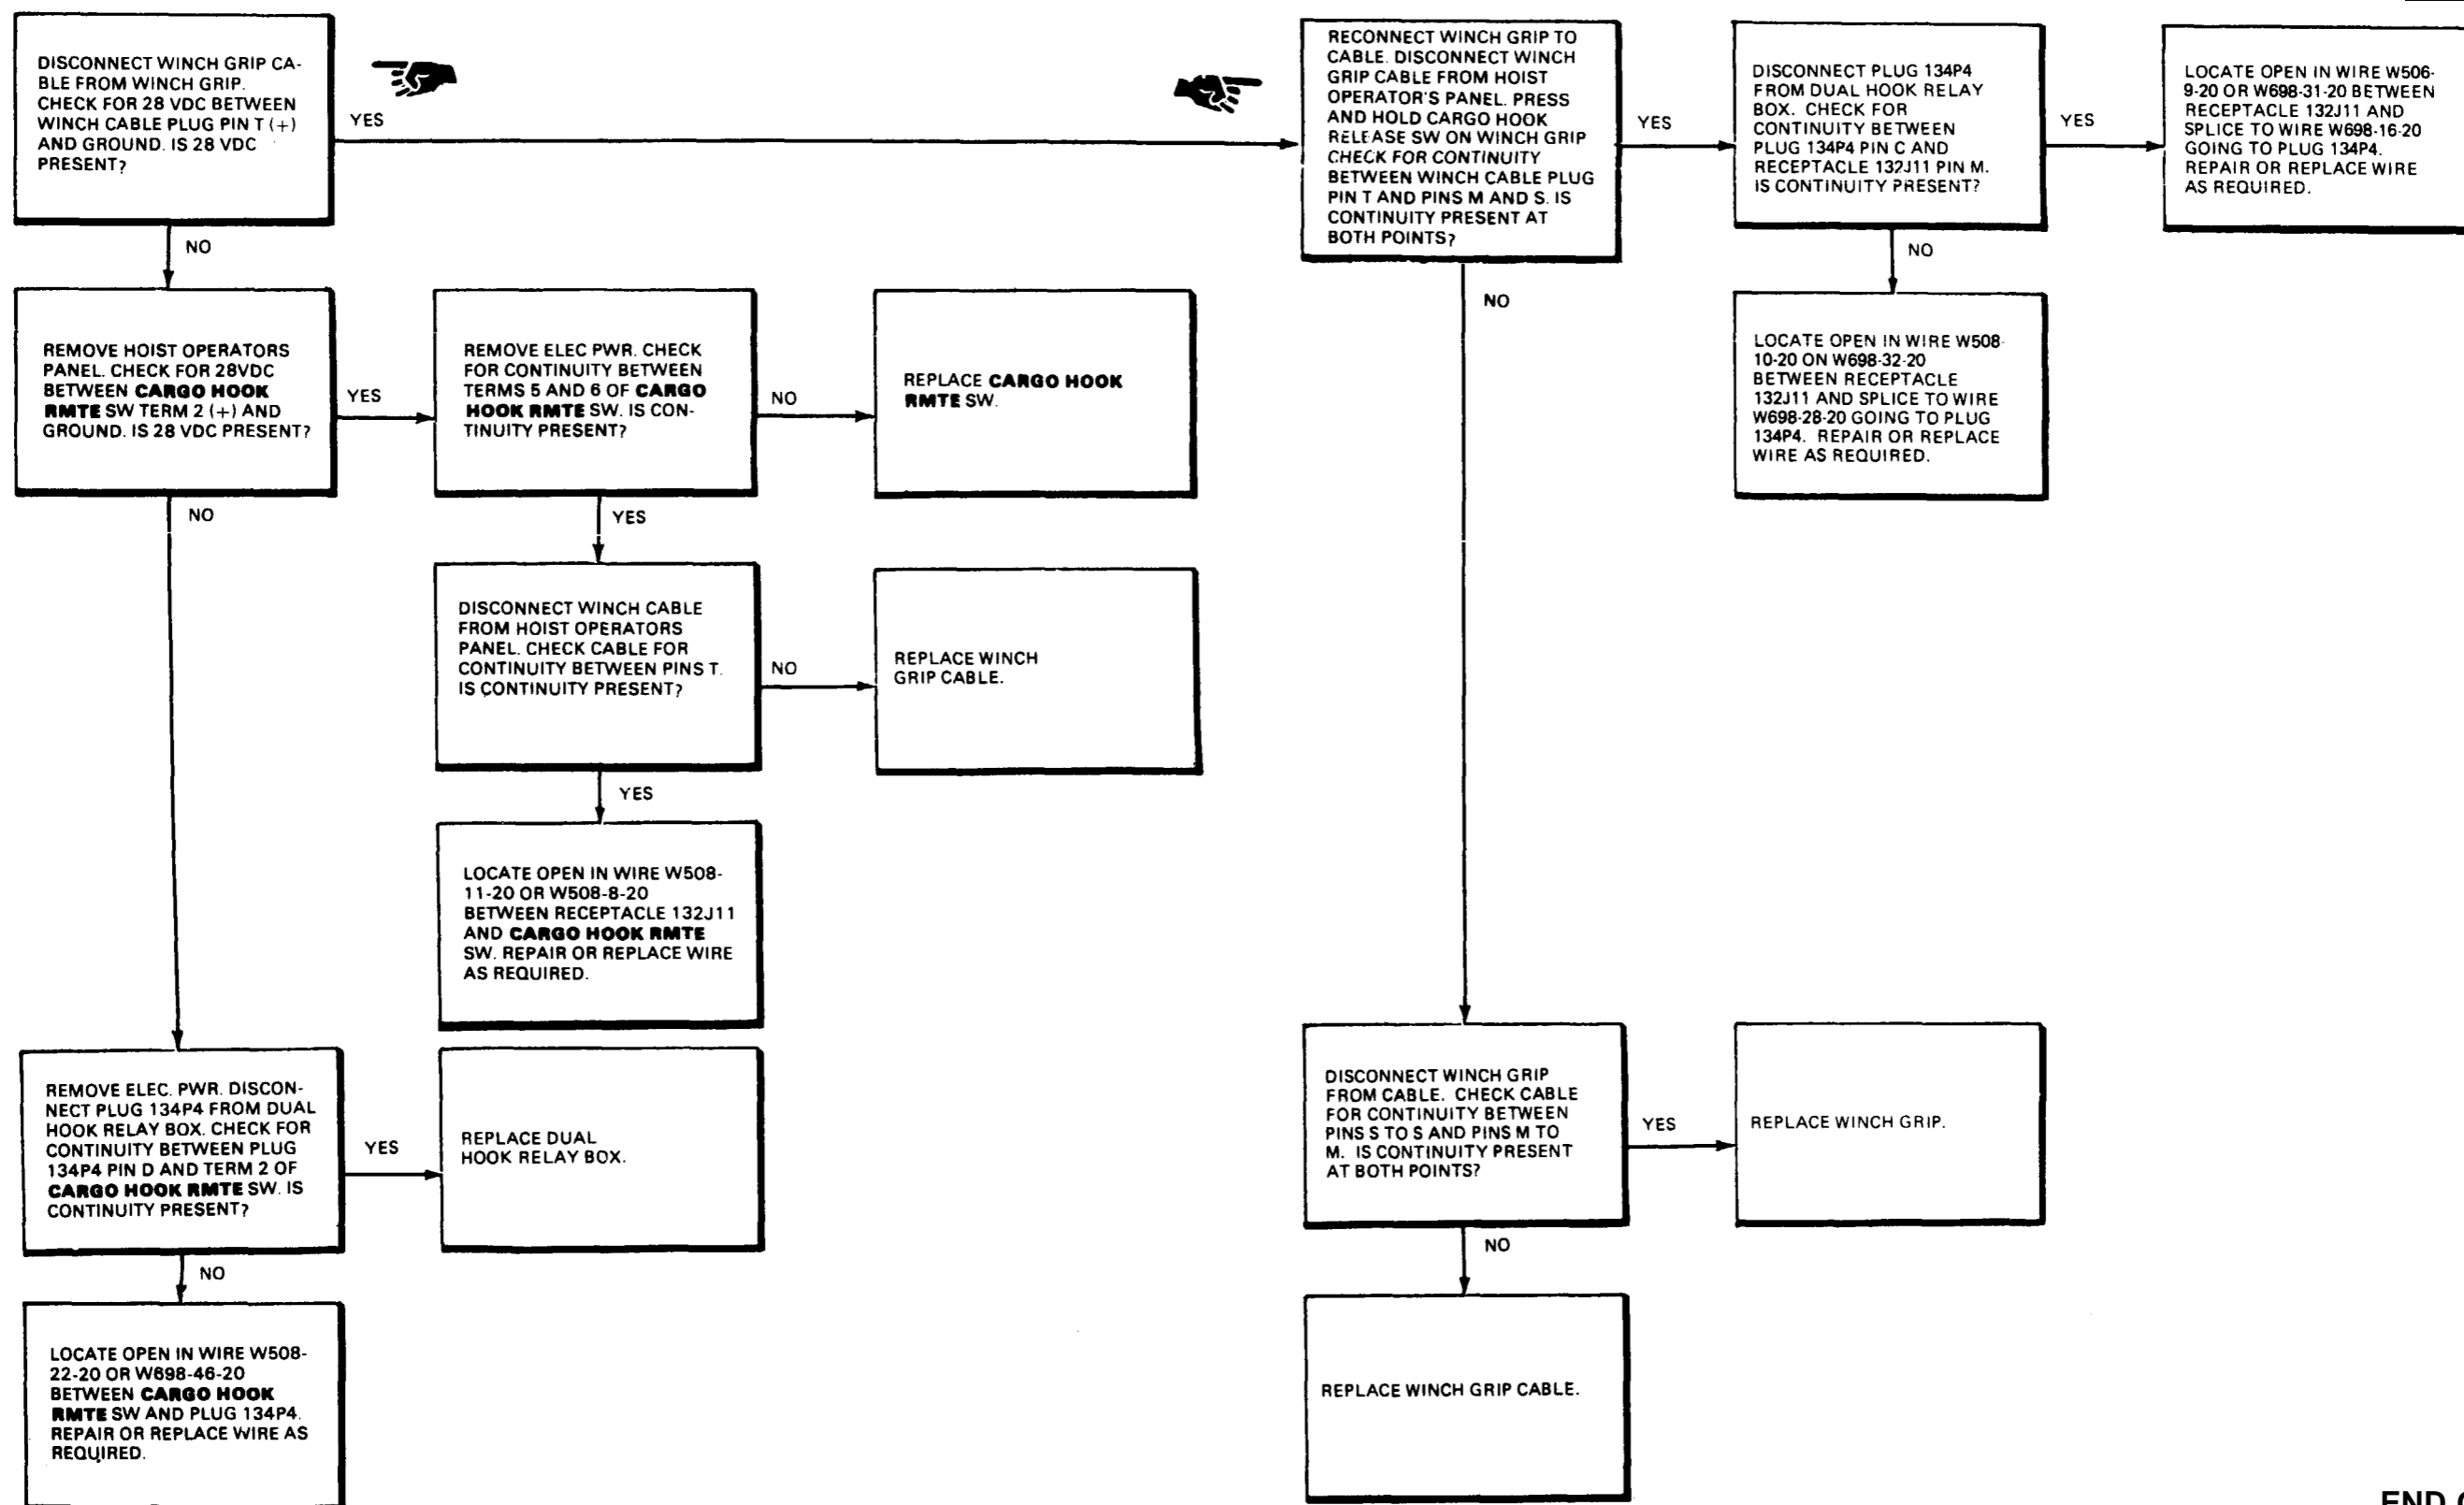 DISCONNECT WINCH GRIP CA-
BLE FROM WINCH GRIP.
CHECK FOR 28 VDC BETWEEN
WINCH CABLE PLUG PIN T (+)
AND GROUND. IS 28 VDC
PRESENT?
YES
RECONNECT WINCH GRIP TO
CABLE. DISCONNECT WINCH
GRIP CABLE FROM HOIST
OPERATOR'S PANEL. PRESS
AND HOLD CARGO HOOK
RELEASE SW ON WINCH GRIP
CHECK FOR CONTINUITY
BETWEEN WINCH CABLE PLUG
PIN T AND PINS M AND S. IS
CONTINUITY PRESENT AT
BOTH POINTS?
YES
DISCONNECT PLUG 134P4
FROM DUAL HOOK RELAY
BOX. CHECK FOR
CONTINUITY BETWEEN
PLUG 134P4 PIN C AND
RECEPTACLE 132J11 PIN M.
IS CONTINUITY PRESENT?
YES
LOCATE OPEN IN WIRE W506-
9-20 OR W698-31-20 BETWEEN
RECEPTACLE 132J11 AND
SPLICE TO WIRE W698-16-20
GOING TO PLUG 134P4.
REPAIR OR REPLACE WIRE
AS REQUIRED.
NO
NO
NO
REMOVE HOIST OPERATORS
PANEL. CHECK FOR 28VDC
BETWEEN CARGO HOOK
RMTE SW TERM 2 (+) AND
GROUND. IS 28 VDC PRESENT?
YES
REMOVE ELEC PWR. CHECK
FOR CONTINUITY BETWEEN
TERMS 5 AND 6 OF CARGO
HOOK RMTE SW. IS CON-
TINUITY PRESENT?
NO
REPLACE CARGO HOOK
RMTE SW.
LOCATE OPEN IN WIRE W508-
10-20 ON W698-32-20
BETWEEN RECEPTACLE
132J11 AND SPLICE TO WIRE
W698-28-20 GOING TO PLUG
134P4. REPAIR OR REPLACE
WIRE AS REQUIRED.
NO
YES
DISCONNECT WINCH CABLE
FROM HOIST OPERATORS
PANEL. CHECK CABLE FOR
CONTINUITY BETWEEN PINS T.
IS CONTINUITY PRESENT?
NO
REPLACE WINCH
GRIP CABLE.
YES
LOCATE OPEN IN WIRE W508-
11-20 OR W508-8-20
BETWEEN RECEPTACLE 132J11
AND CARGO HOOK RMTE
SW. REPAIR OR REPLACE WIRE
AS REQUIRED.
REMOVE ELEC. PWR. DISCON-
NECT PLUG 134P4 FROM DUAL
HOOK RELAY BOX. CHECK FOR
CONTINUITY BETWEEN PLUG
134P4 PIN D AND TERM 2 OF
CARGO HOOK RMTE SW. IS
CONTINUITY PRESENT?
YES
REPLACE DUAL
HOOK RELAY BOX.
DISCONNECT WINCH GRIP
FROM CABLE. CHECK CABLE
FOR CONTINUITY BETWEEN
PINS S TO S AND PINS M TO
M. IS CONTINUITY PRESENT
AT BOTH POINTS?
YES
REPLACE WINCH GRIP.
NO
NO
LOCATE OPEN IN WIRE W508-
22-20 OR W698-46-20
BETWEEN CARGO HOOK
RMTE SW AND PLUG 134P4.
REPAIR OR REPLACE WIRE AS
REQUIRED.
REPLACE WINCH GRIP CABLE.
END